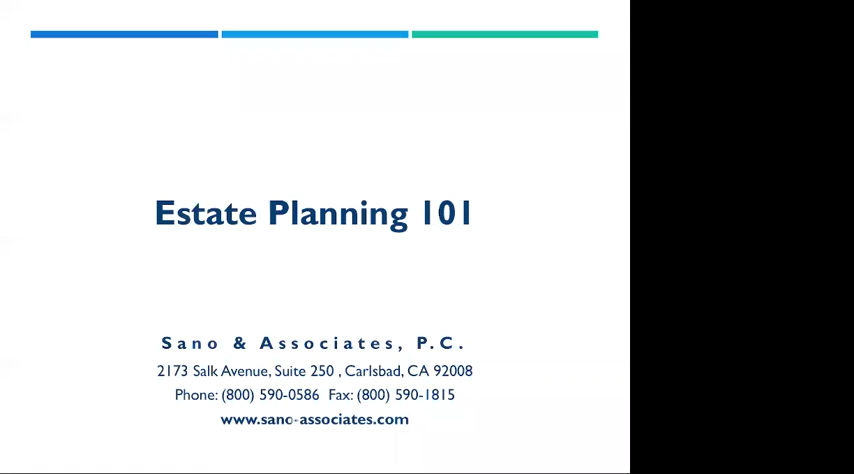 Estate Planning 101
Sano & Associates, P.C.
2173 Salk Avenue, Suite 250 , Carlsbad, CA 92008
Phone: (800) 590-0586 Fax: (800) 590-1815
www.sano-associates.com